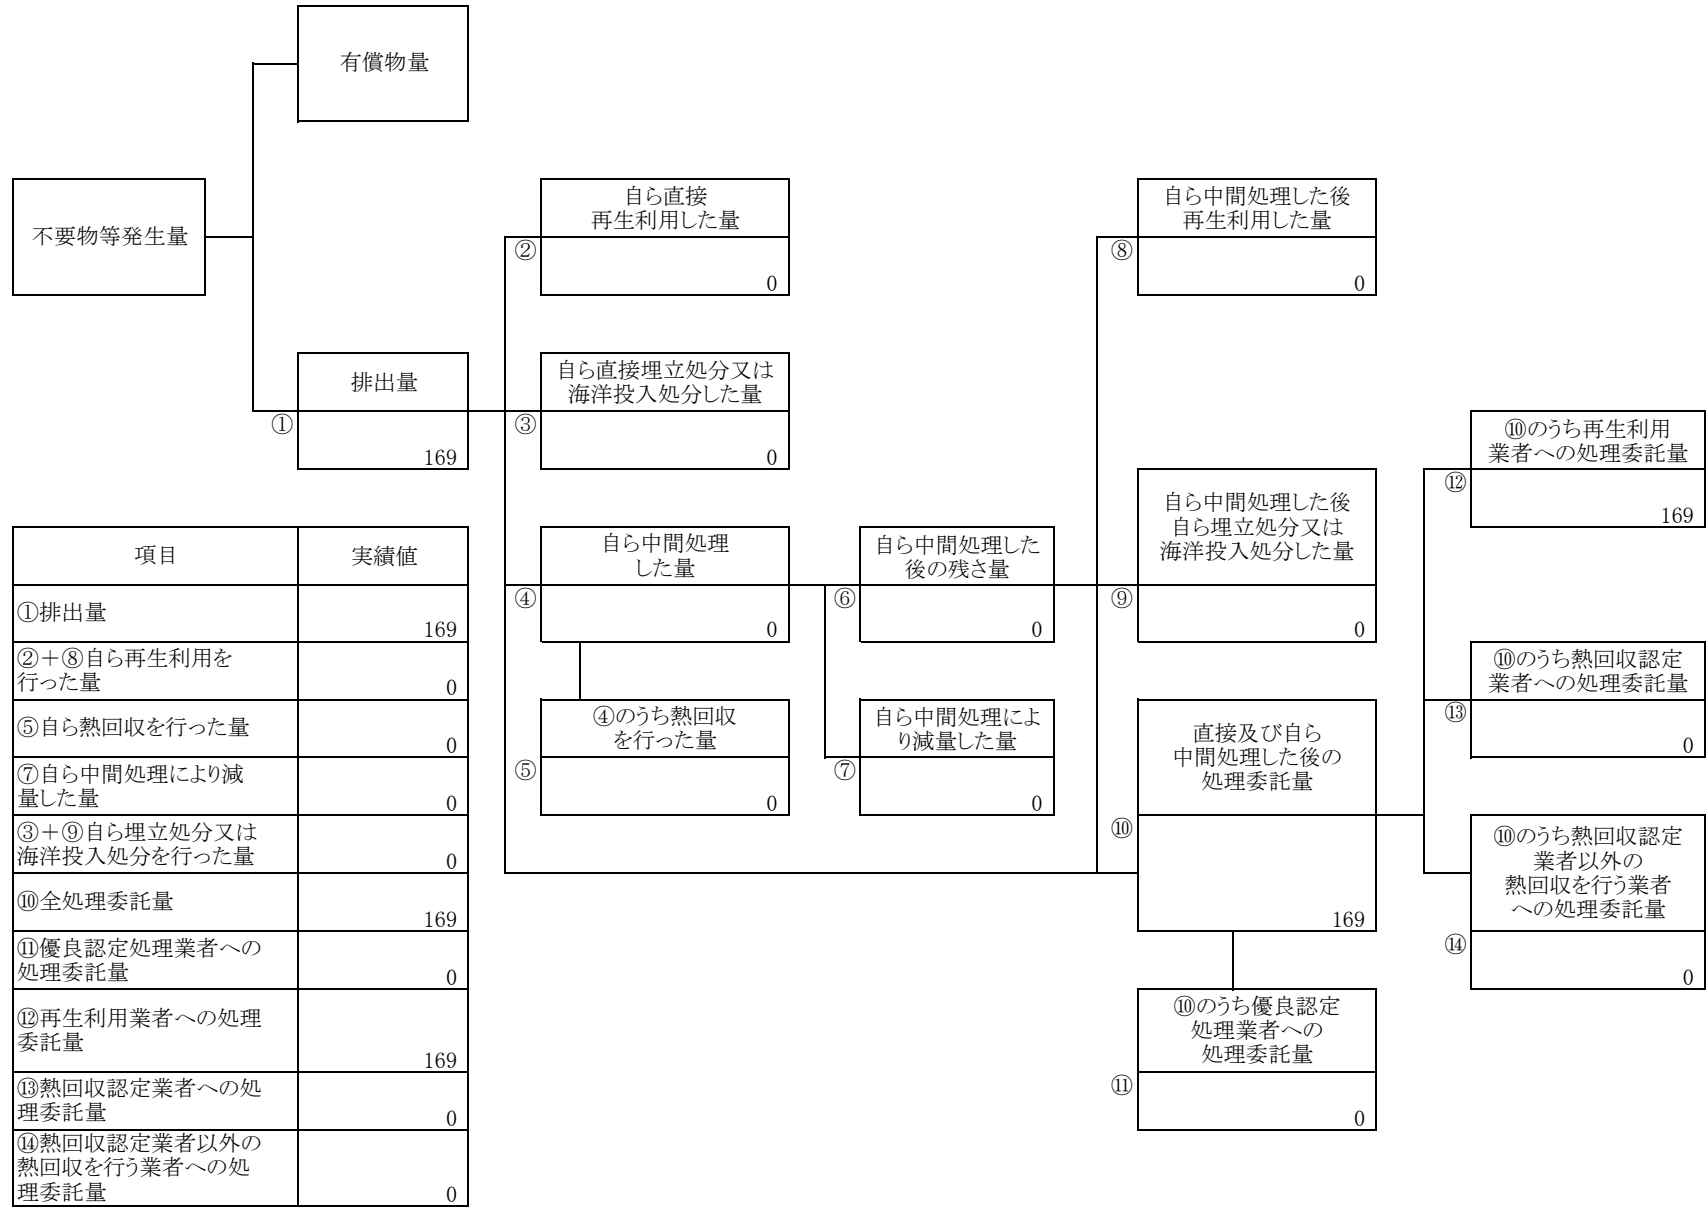 有償物量
不要物等発生量
排出量
①
169
自ら直接
再生利用した量
②
0
自ら直接埋立処分又は
海洋投入処分した量
③
0
自ら中間処理
した量
④
0
④のうち熱回収
を行った量
⑤
0
自ら中間処理した
後の残さ量
⑥
0
自ら中間処理によ
り減量した量
⑦
0
自ら中間処理した後
再生利用した量
⑧
0
自ら中間処理した後
自ら埋立処分又は
海洋投入処分した量
⑨
0
直接及び自ら
中間処理した後の
処理委託量
⑩
169
⑩のうち優良認定
処理業者への
処理委託量
⑪
0
⑩のうち再生利用
業者への処理委託量
⑫
169
⑩のうち熱回収認定
業者への処理委託量
⑬
0
⑩のうち熱回収認定
業者以外の
熱回収を行う業者
への処理委託量
⑭
0
項目 実績値
①排出量
169
②＋⑧自ら再生利用を
行った量
0
⑤自ら熱回収を行った量
0
⑦自ら中間処理により減
量した量
0
③＋⑨自ら埋立処分又は
海洋投入処分を行った量
0
⑩全処理委託量
169
⑪優良認定処理業者への
処理委託量
0
⑫再生利用業者への処理
委託量
169
⑬熱回収認定業者への処
理委託量
0
⑭熱回収認定業者以外の
熱回収を行う業者への処
理委託量
0